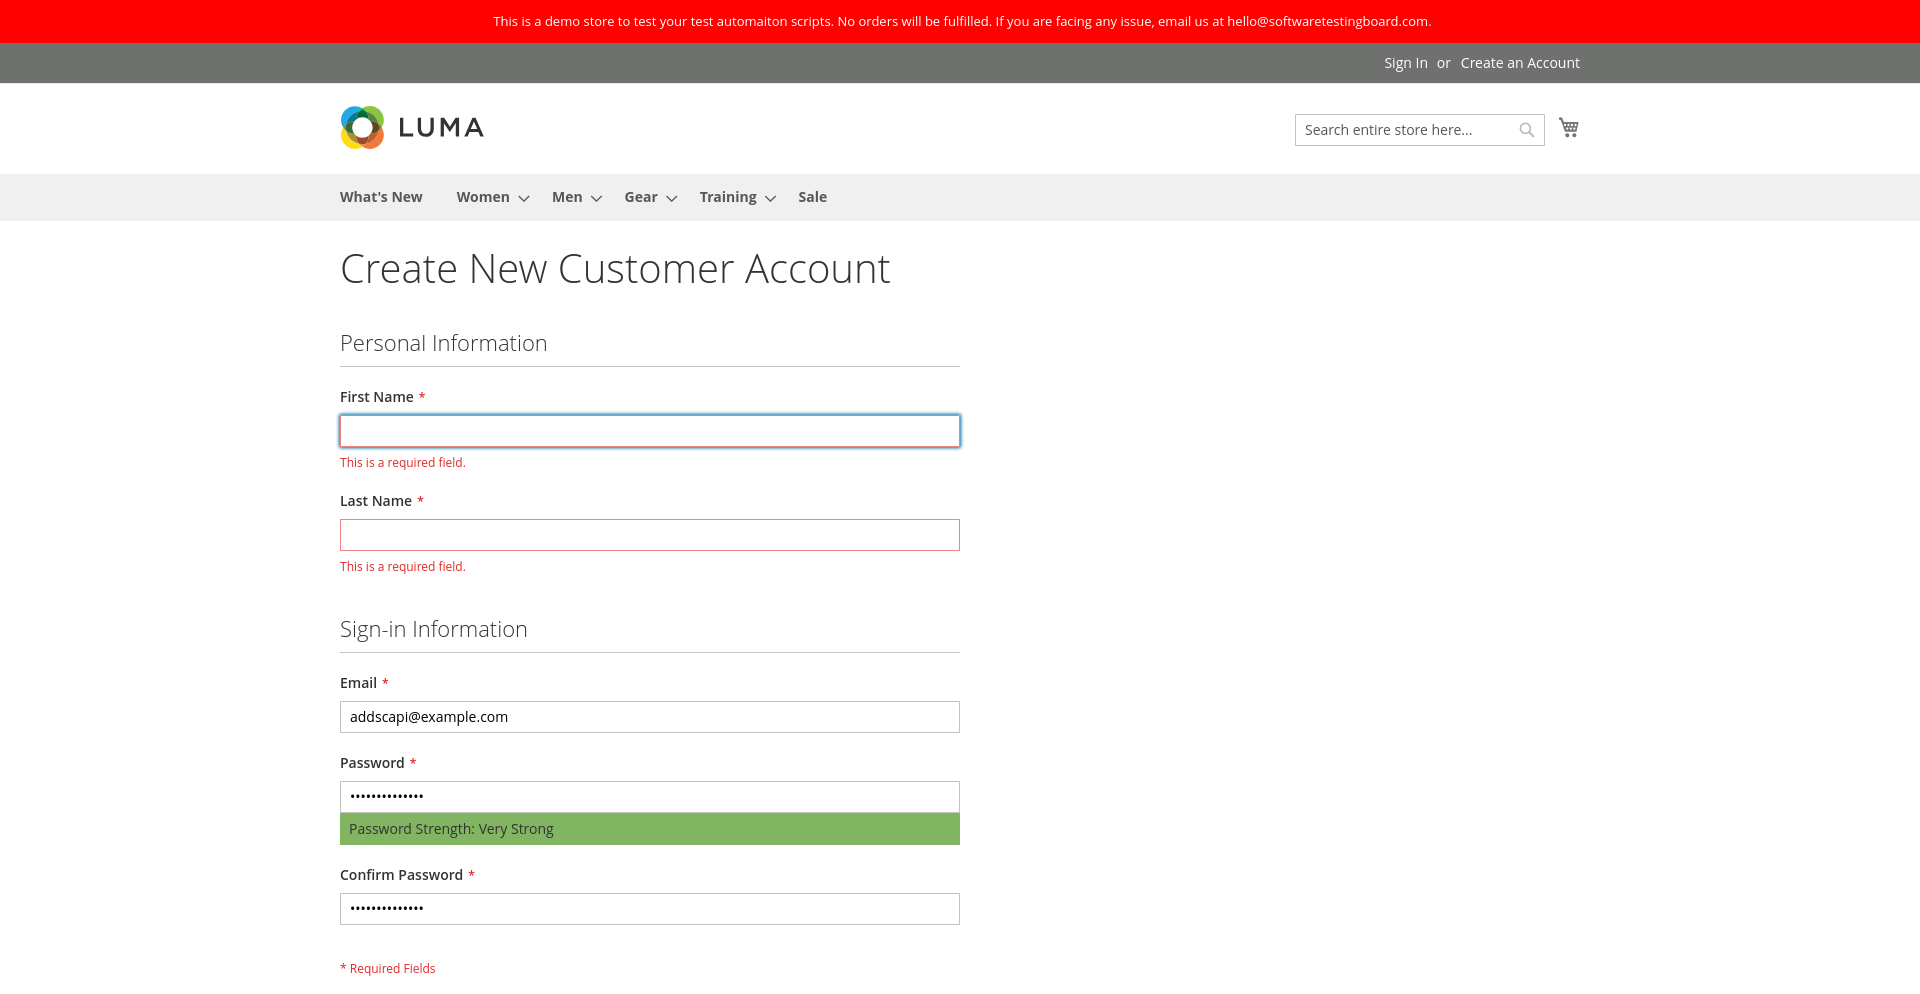 This is a demo store to test your test automaiton scripts. No orders will be fulfilled. If you are facing any issue, email us at hello@softwaretestingboard.com.
Sign In or Create an Account
LUMA
Search entire store here...
What's New Women Men Gear Training Sale
Create New Customer Account
Personal Information
First Name *
This is a required field.
Last Name *
This is a required field.
Sign-in Information
Email *
addscapi@example.com
Password *
••••••••••••••
Password Strength: Very Strong
Confirm Password *
••••••••••••••
* Required Fields